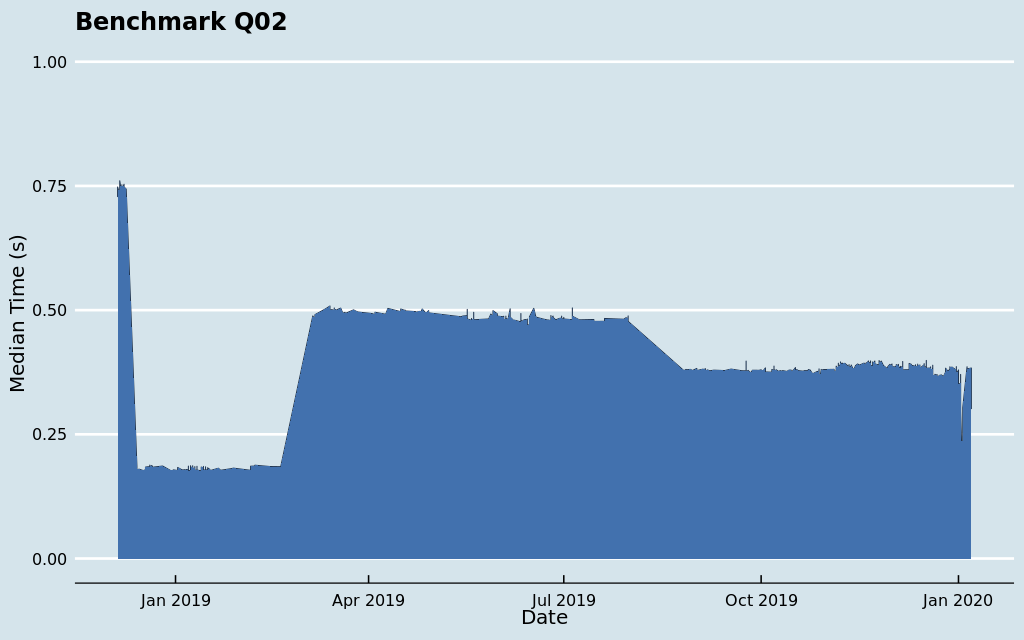 Benchmark Q02
Median Time (s)
1.00
0.75
0.50
0.25
0.00
Jan 2019
Apr 2019
Jul 2019
Oct 2019
Jan 2020
Date